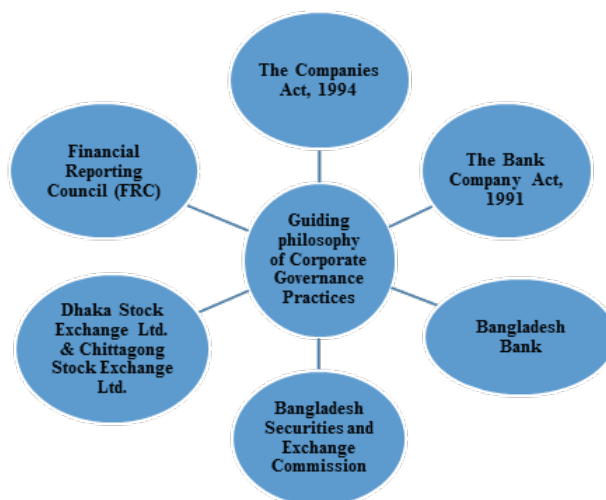 The Companies
Act, 1994
Financial
Reporting
Council (FRC)
The Bank
Company Act,
1991
Guiding
philosophy
of Corporate
Governance
Practices
Dhaka Stock
Exchange Ltd.
& Chittagong
Stock Exchange
Ltd.
Bangladesh
Bank
Bangladesh
Securities and
Exchange
Commission